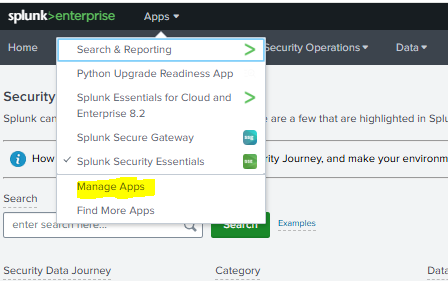 splunk>enterprise Apps
Home Security Operations Data
Search & Reporting
Python Upgrade Readiness App
Splunk Essentials for Cloud and
Enterprise 8.2
Splunk Secure Gateway
Splunk Security Essentials
Manage Apps
Find More Apps
Security
Splunk can e are a few that are highlighted in Splu
How ity Journey, and make your environm
Search
enter search here...
Search
Examples
Security Data Journey Category Data